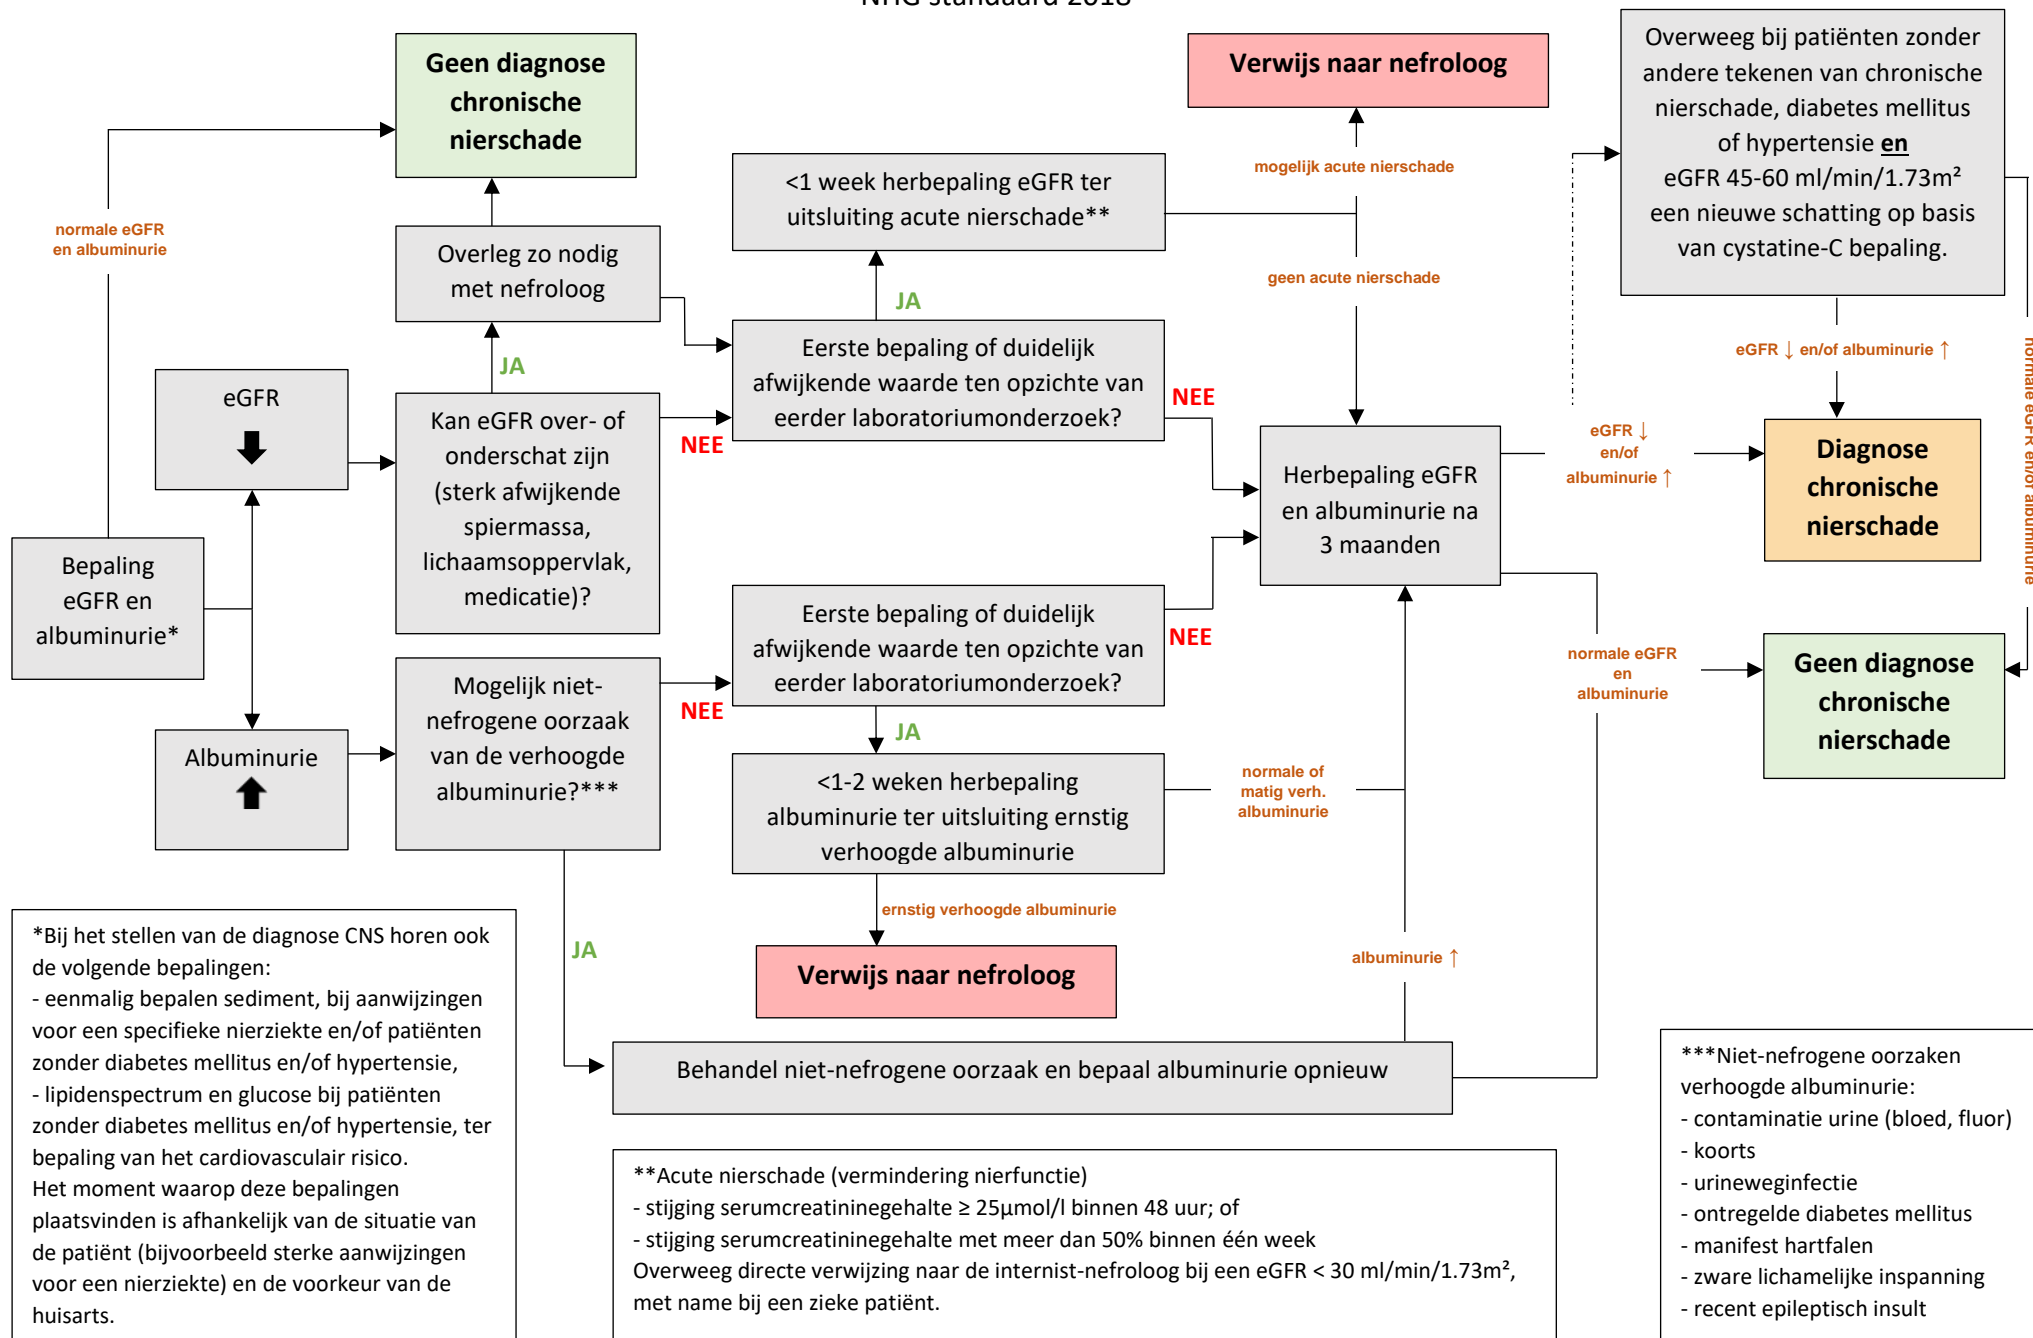 NHG standaard 2018
Geen diagnose
chronische
nierschade
Verwijs naar nefroloog
Overweeg bij patiënten zonder
andere tekenen van chronische
nierschade, diabetes mellitus
of hypertensie en
eGFR 45-60 ml/min/1.73m²
een nieuwe schatting op basis
van cystatine-C bepaling.
normale eGFR
en albuminurie
<1 week herbepaling eGFR ter
uitsluiting acute nierschade**
mogelijk acute nierschade
geen acute nierschade
Overleg zo nodig
met nefroloog
JA
JA
Eerste bepaling of duidelijk
afwijkende waarde ten opzichte van
eerder laboratoriumonderzoek?
NEE
eGFR ↓ en/of albuminurie ↑
normale eGFR en/of albuminurie
eGFR
Kan eGFR over- of
onderschat zijn
(sterk afwijkende
spiermassa,
lichaamsoppervlak,
medicatie)?
NEE
Herbepaling eGFR
en albuminurie na
3 maanden
eGFR ↓
en/of
albuminurie ↑
Diagnose
chronische
nierschade
Bepaling
eGFR en
albuminurie*
Eerste bepaling of duidelijk
afwijkende waarde ten opzichte van
eerder laboratoriumonderzoek?
NEE
normale eGFR
en
albuminurie
Geen diagnose
chronische
nierschade
Albuminurie
Mogelijk niet-
nefrogene oorzaak
van de verhoogde
albuminurie?***
NEE
JA
<1-2 weken herbepaling
albuminurie ter uitsluiting ernstig
verhoogde albuminurie
normale of
matig verh.
albuminurie
ernstig verhoogde albuminurie
JA
Verwijs naar nefroloog
albuminurie ↑
Behandel niet-nefrogene oorzaak en bepaal albuminurie opnieuw
*Bij het stellen van de diagnose CNS horen ook
de volgende bepalingen:
- eenmalig bepalen sediment, bij aanwijzingen
voor een specifieke nierziekte en/of patiënten
zonder diabetes mellitus en/of hypertensie,
- lipidenspectrum en glucose bij patiënten
zonder diabetes mellitus en/of hypertensie, ter
bepaling van het cardiovasculair risico.
Het moment waarop deze bepalingen
plaatsvinden is afhankelijk van de situatie van
de patiënt (bijvoorbeeld sterke aanwijzingen
voor een nierziekte) en de voorkeur van de
huisarts.
**Acute nierschade (vermindering nierfunctie)
- stijging serumcreatininegehalte ≥ 25µmol/l binnen 48 uur; of
- stijging serumcreatininegehalte met meer dan 50% binnen één week
Overweeg directe verwijzing naar de internist-nefroloog bij een eGFR < 30 ml/min/1.73m²,
met name bij een zieke patiënt.
***Niet-nefrogene oorzaken
verhoogde albuminurie:
- contaminatie urine (bloed, fluor)
- koorts
- urineweginfectie
- ontregelde diabetes mellitus
- manifest hartfalen
- zware lichamelijke inspanning
- recent epileptisch insult